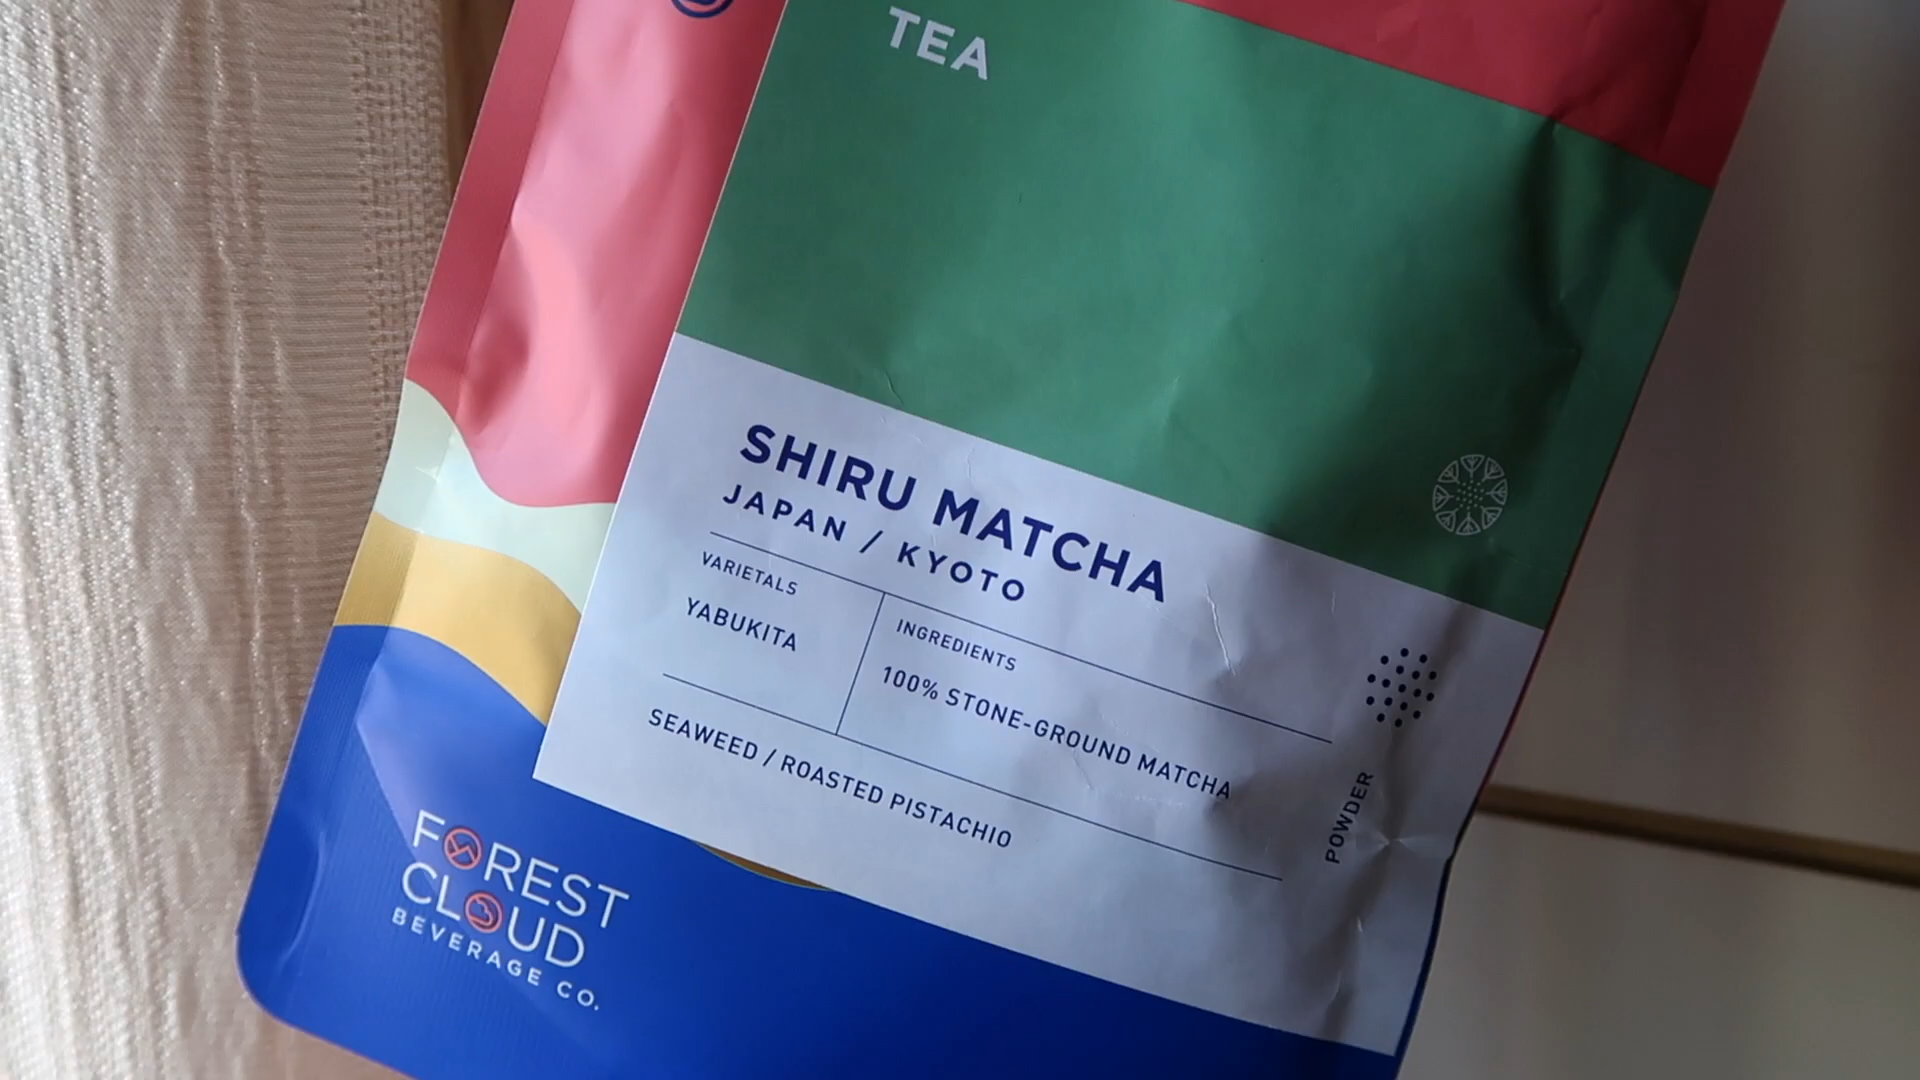 TEA
SHIRU MATCHA
JAPAN / KYOTO
VARIETALS
YABUKITA
INGREDIENTS
100% STONE-GROUND MATCHA
SEAWEED / ROASTED PISTACHIO
POWDER
FOREST
CLOUD
BEVERAGE CO.